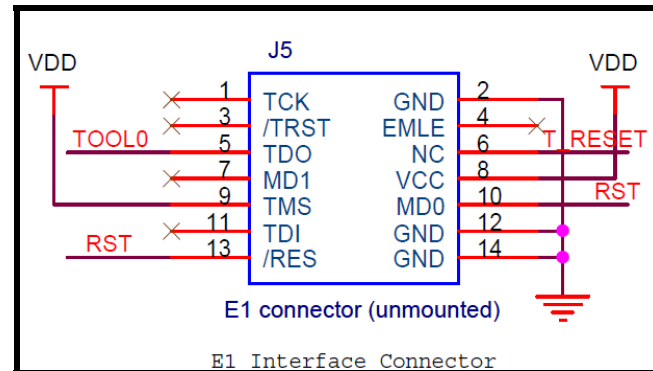 J5
VDD
VDD
1 TCK GND 2
3 /TRST EMLE 4
TOOL0 5 TDO NC 6 T_RESET
7 MD1 VCC 8
9 TMS MD0 10 RST
11 TDI GND 12
RST 13 /RES GND 14
E1 connector (unmounted)
E1 Interface Connector